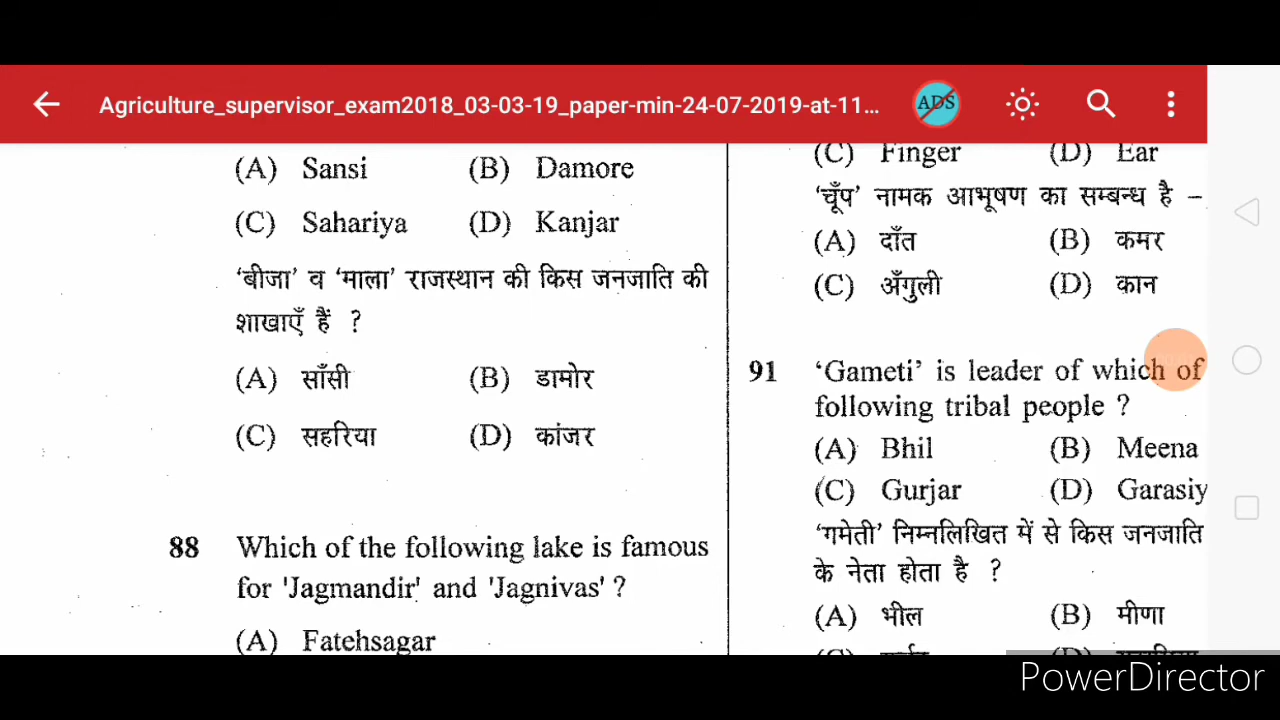 Agriculture_supervisor_exam2018_03-03-19_paper-min-24-07-2019-at-11...
ADS
(A) Sansi (B) Damore
(C) Sahariya (D) Kanjar
'बीजा' व 'माला' राजस्थान की किस जनजाति की
शाखाएँ हैं ?
(A) साँसी (B) डामोर
(C) सहरिया (D) कांजर
88 Which of the following lake is famous
for 'Jagmandir' and 'Jagnivas' ?
(A) Fatehsagar
(C) Finger (D) Ear
'चूँप' नामक आभूषण का सम्बन्ध है –
(A) दाँत (B) कमर
(C) अँगुली (D) कान
91 'Gameti' is leader of which of
following tribal people ?
(A) Bhil (B) Meena
(C) Gurjar (D) Garasiy
'गमेती' निम्नलिखित में से किस जनजाति
के नेता होता है ?
(A) भील (B) मीणा
PowerDirector